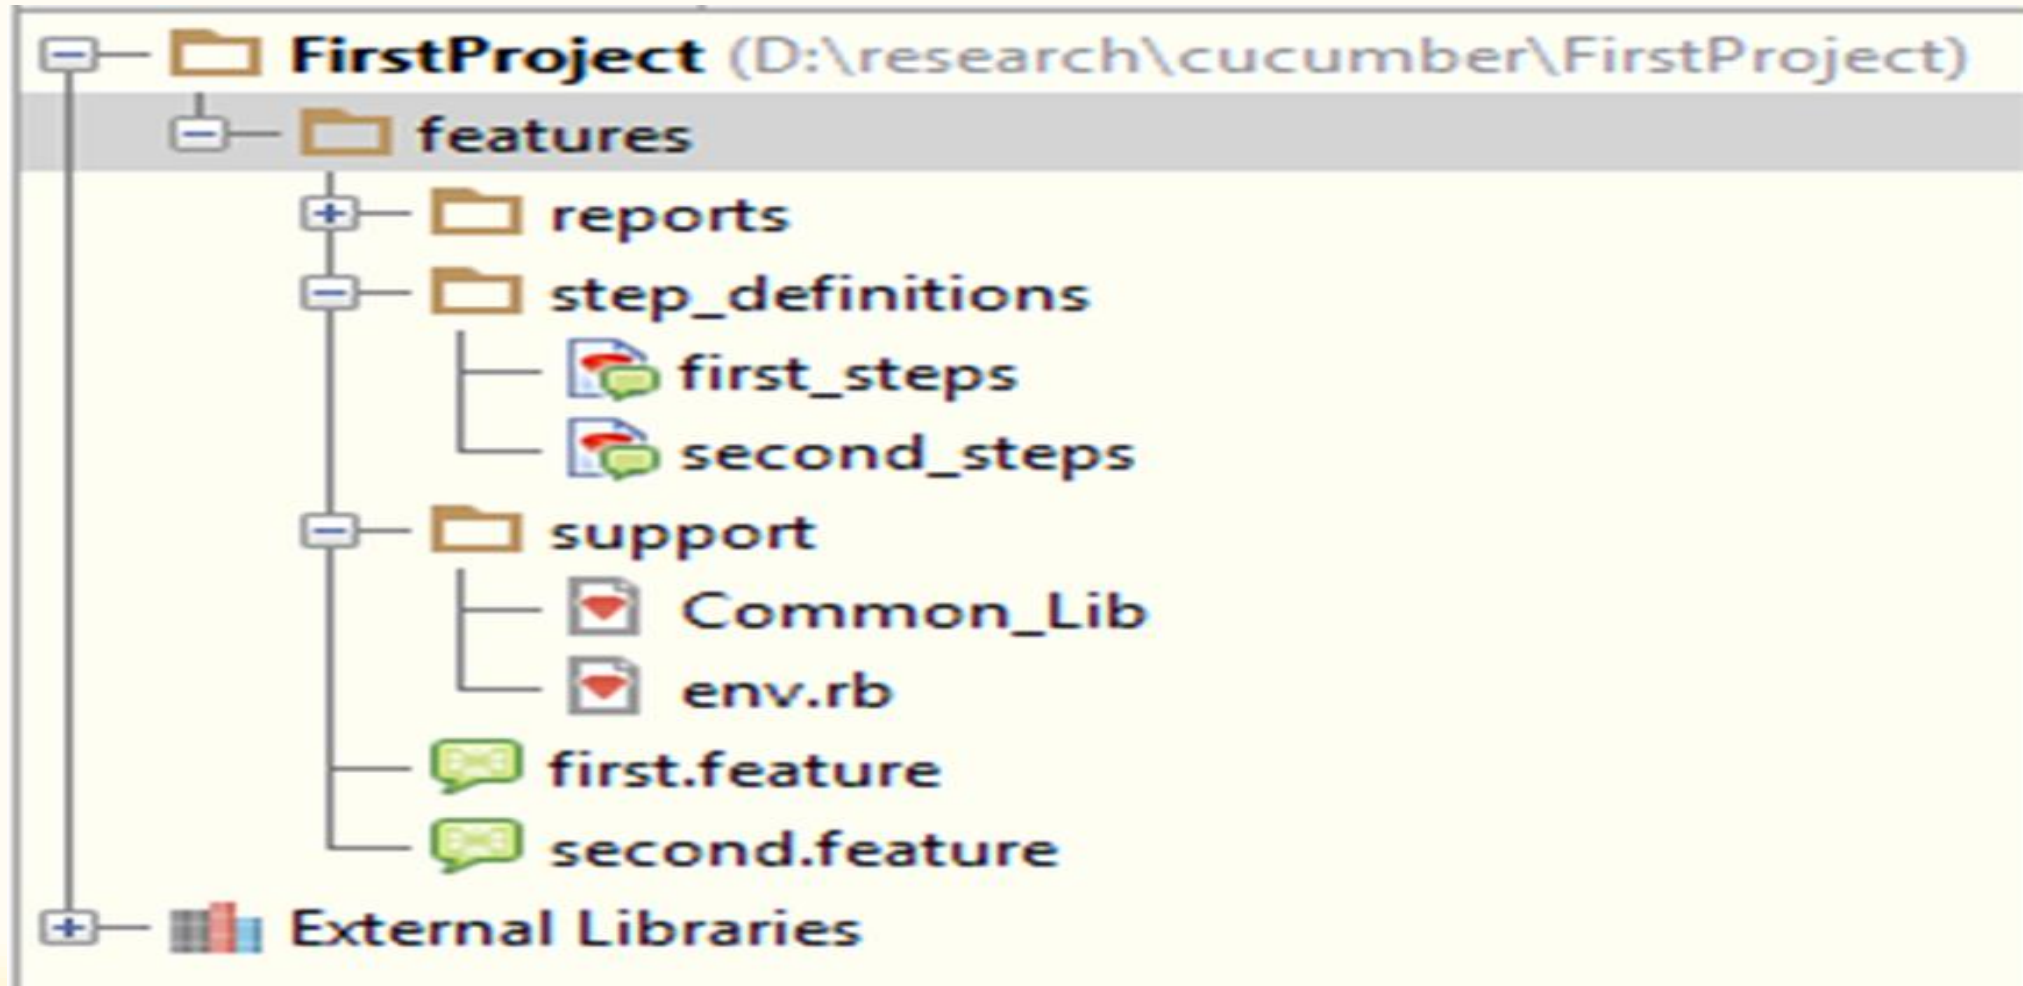 FirstProject (D:\research\cucumber\FirstProject)
features
reports
step_definitions
first_steps
second_steps
support
Common_Lib
env.rb
first.feature
second.feature
External Libraries